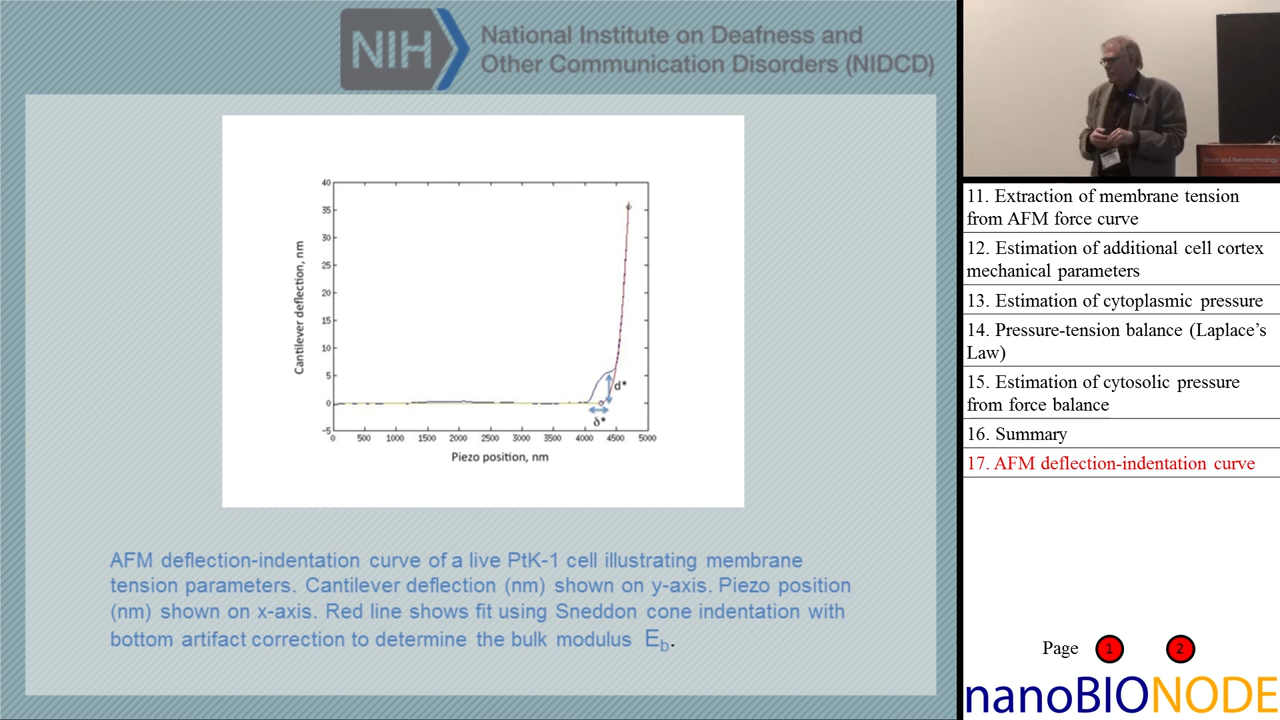 NIH
National Institute on Deafness and
Other Communication Disorders (NIDCD)
40
35
30
25
20
15
10
5
0
-5
Cantilever deflection, nm
d*
δ*
0 500 1000 1500 2000 2500 3000 3500 4000 4500 5000
Piezo position, nm
AFM deflection-indentation curve of a live PtK-1 cell illustrating membrane
tension parameters. Cantilever deflection (nm) shown on y-axis. Piezo position
(nm) shown on x-axis. Red line shows fit using Sneddon cone indentation with
bottom artifact correction to determine the bulk modulus Eb.
Micro and Nanotechnology
11. Extraction of membrane tension
from AFM force curve
12. Estimation of additional cell cortex
mechanical parameters
13. Estimation of cytoplasmic pressure
14. Pressure-tension balance (Laplace’s
Law)
15. Estimation of cytosolic pressure
from force balance
16. Summary
17. AFM deflection-indentation curve
Page 1 2
nanoBIONODE